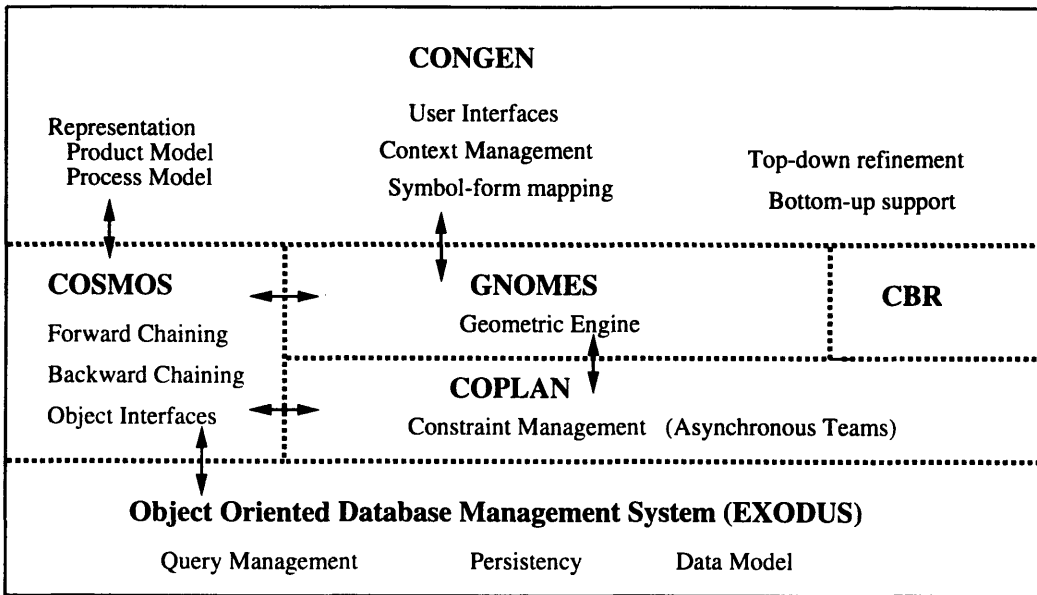 CONGEN
User Interfaces
Context Management
Symbol-form mapping
Representation
Product Model
Process Model
Top-down refinement
Bottom-up support
COSMOS
Forward Chaining
Backward Chaining
Object Interfaces
GNOMES
Geometric Engine
CBR
COPLAN
Constraint Management (Asynchronous Teams)
Object Oriented Database Management System (EXODUS)
Query Management Persistency Data Model